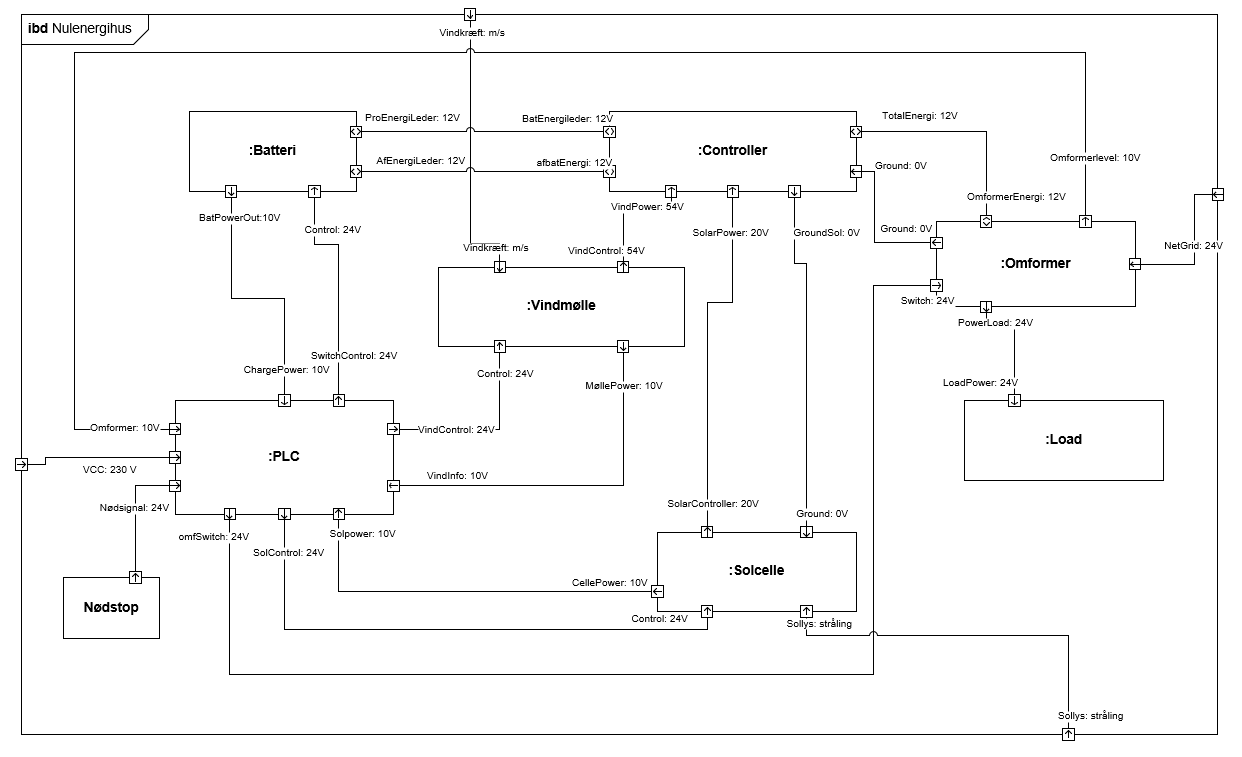 ibd Nulenergihus
Vindkræft: m/s
ProEnergiLeder: 12V
BatEnergileder: 12V
TotalEnergi: 12V
:Batteri
:Controller
AfEnergiLeder: 12V
afbatEnergi: 12V
Ground: 0V
Omformerlevel: 10V
OmformerEnergi: 12V
BatPowerOut:10V
Control: 24V
VindPower: 54V
SolarPower: 20V
GroundSol: 0V
Ground: 0V
NetGrid: 24V
Vindkræft: m/s
VindControl: 54V
:Omformer
:Vindmølle
Switch: 24V
PowerLoad: 24V
SwitchControl: 24V
ChargePower: 10V
Control: 24V
MøllePower: 10V
LoadPower: 24V
Omformer: 10V
VindControl: 24V
:Load
:PLC
VCC: 230 V
VindInfo: 10V
Nødsignal: 24V
SolarController: 20V
Ground: 0V
omfSwitch: 24V
SolControl: 24V
Solpower: 10V
:Solcelle
CellePower: 10V
Nødstop
Control: 24V
Sollys: stråling
Sollys: stråling